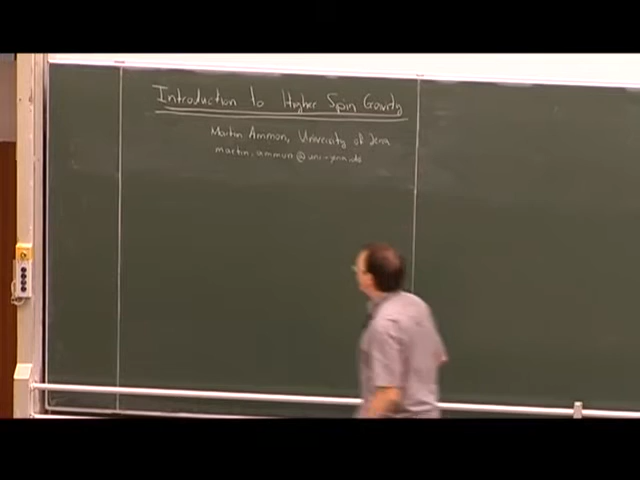 Introduction to Higher Spin Gravity
Martin Ammon, University of Jena
martin.ammon@uni-jena.de